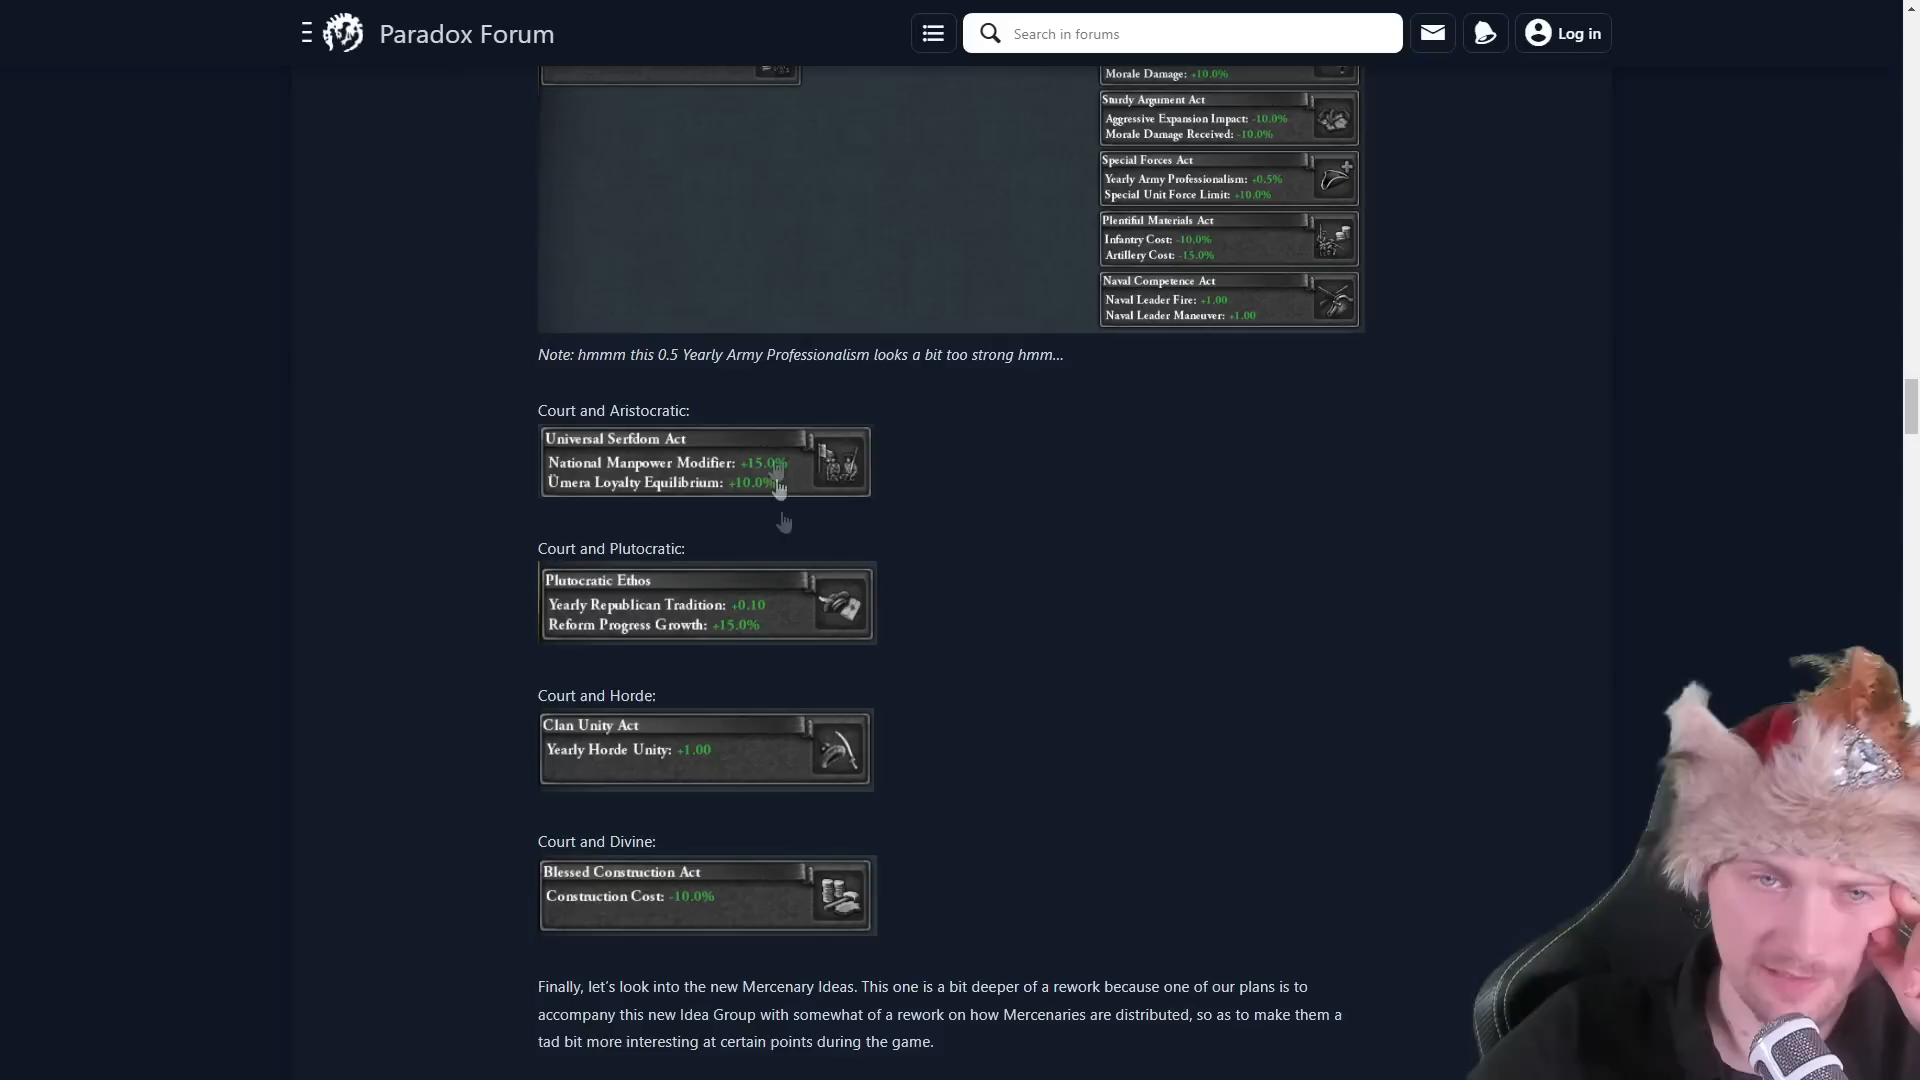 Paradox Forum
Search in forums
Log in
Morale Damage: +10.0%
Sturdy Argument Act
Aggressive Expansion Impact: -10.0%
Morale Damage Received: -10.0%
Special Forces Act
Yearly Army Professionalism: +0.5%
Special Unit Force Limit: +10.0%
Plentiful Materials Act
Infantry Cost: -10.0%
Artillery Cost: -15.0%
Naval Competence Act
Naval Leader Fire: +1.00
Naval Leader Maneuver: +1.00
Note: hmmm this 0.5 Yearly Army Professionalism looks a bit too strong hmm...
Court and Aristocratic:
Universal Serfdom Act
National Manpower Modifier: +15.0%
Ümera Loyalty Equilibrium: +10.0%
Court and Plutocratic:
Plutocratic Ethos
Yearly Republican Tradition: +0.10
Reform Progress Growth: +15.0%
Court and Horde:
Clan Unity Act
Yearly Horde Unity: +1.00
Court and Divine:
Blessed Construction Act
Construction Cost: -10.0%
Finally, let's look into the new Mercenary Ideas. This one is a bit deeper of a rework because one of our plans is to
accompany this new Idea Group with somewhat of a rework on how Mercenaries are distributed, so as to make them a
tad bit more interesting at certain points during the game.